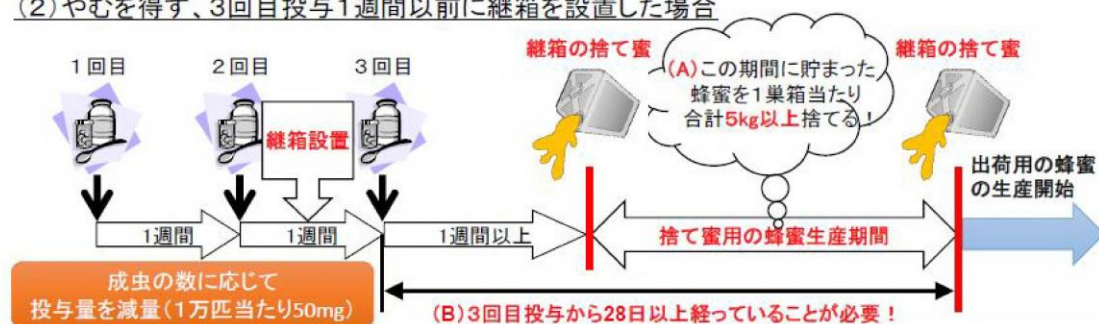 (2)やむを得ず、3回目投与1週間以前に継箱を設置した場合
1回目
2回目
3回目
継箱設置
継箱の捨て蜜
(A)この期間に貯まった
蜂蜜を1巣箱当たり
合計5kg以上捨てる!
継箱の捨て蜜
出荷用の蜂蜜
の生産開始
1週間
1週間
1週間以上
捨て蜜用の蜂蜜生産期間
成虫の数に応じて
投与量を減量(1万匹当たり50mg)
(B)3回目投与から28日以上経っていることが必要!